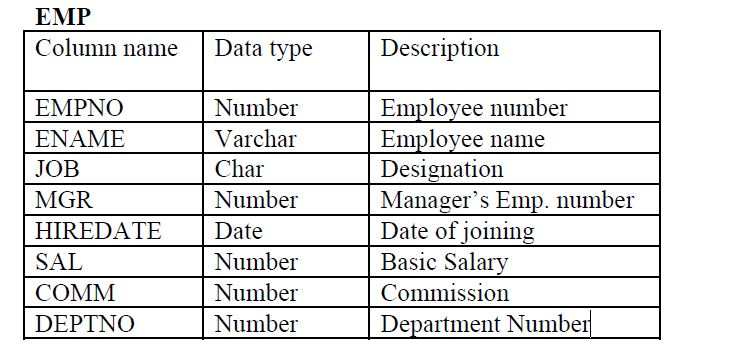 EMP
Column name Data type Description
EMPNO Number Employee number
ENAME Varchar Employee name
JOB Char Designation
MGR Number Manager's Emp. number
HIREDATE Date Date of joining
SAL Number Basic Salary
COMM Number Commission
DEPTNO Number Department Number